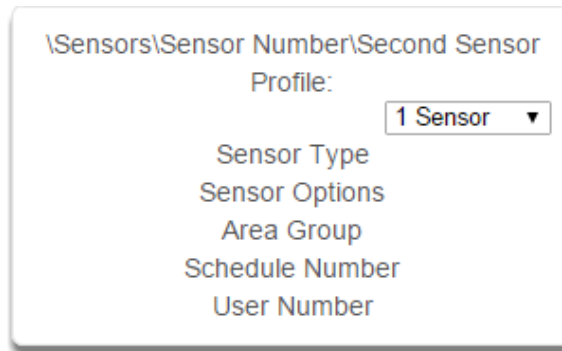 \Sensors\Sensor Number\Second Sensor
Profile:
1 Sensor ▼
Sensor Type
Sensor Options
Area Group
Schedule Number
User Number